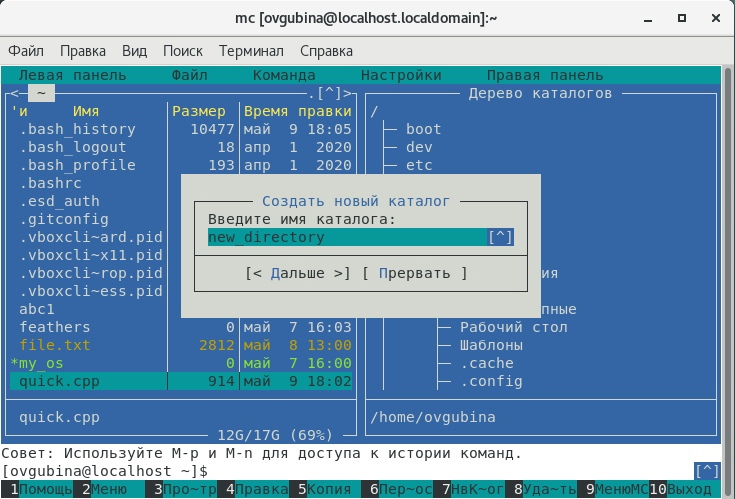 mc [ovgubina@localhost.localdomain]:~
Файл Правка Вид Поиск Терминал Справка
Левая панель Файл Команда Настройки Правая панель
<─ ~ ──.[^]> Дерево каталогов
'и Имя Размер Время правки /
.bash_history 10477 май 9 18:05 boot
.bash_logout 18 апр 1 2020 dev
.bash_profile 193 апр 1 2020 etc
.bashrc
.esd_auth Создать новый каталог
.gitconfig Введите имя каталога:
.vboxcli~ard.pid new_directory [^]
.vboxcli~x11.pid
.vboxcli~rop.pid [< Дальше >] [ Прервать ] ия
.vboxcli~ess.pid
abc1 пные
feathers 0 май 7 16:03 Рабочий стол
file.txt 2812 май 8 13:00 Шаблоны
*my_os 0 май 7 16:00 .cache
quick.cpp 914 май 9 18:02 .config
quick.cpp /home/ovgubina
12G/17G (69%)
Совет: Используйте M-p и M-n для доступа к истории команд.
[ovgubina@localhost ~]$ [^]
1Помощь 2Меню 3Про~тр 4Правка 5Копия 6Пер~ос 7НвК~ог 8Уда~ть 9МенюMC 10Выход